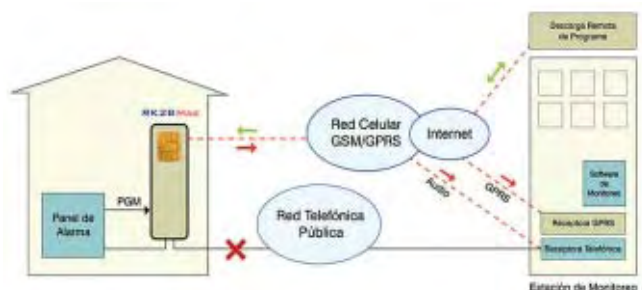 Descarga Remota
de Programa
RK2BMax
Red Celular
GSM/GPRS
Internet
Software
de
Monitoreo
PGM
Panel de
Alarma
Audio
GPRS
Red Telefónica
Pública
Receptora GPRS
Receptora Telefónica
Estación de Monitoreo